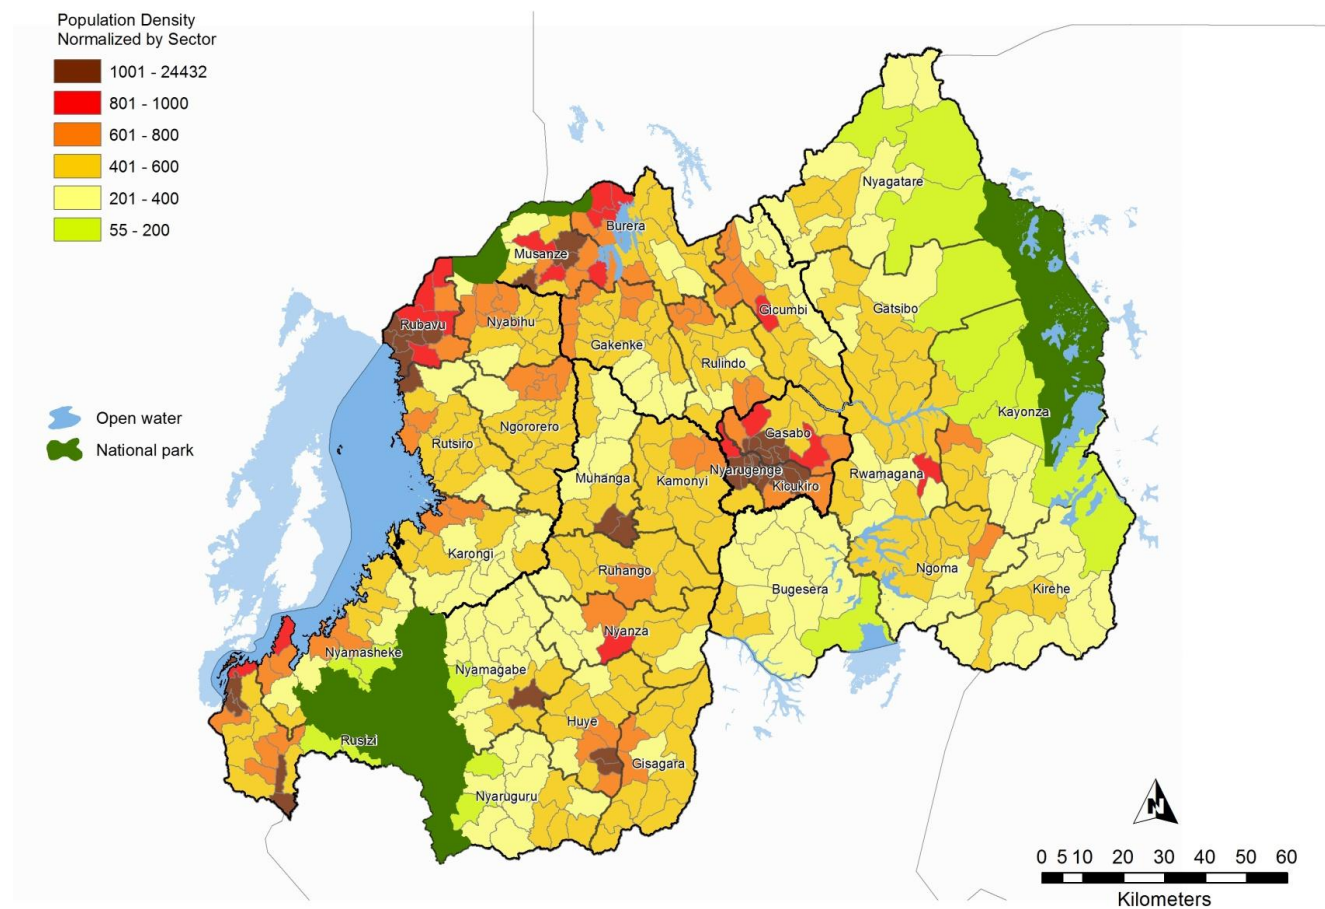 Population Density
Normalized by Sector
1001 - 24432
801 - 1000
601 - 800
401 - 600
201 - 400
55 - 200
Open water
National park
Nyagatare
Burera
Musanze
Gatsibo
Gicumbi
Rubavu
Nyabihu
Gakenke
Rulindo
Kayonza
Ngororero
Rutsiro
Gasabo
Nyarugenge
Rwamagana
Muhanga
Kamonyi
Kicukiro
Karongi
Ruhango
Ngoma
Bugesera
Kirehe
Nyanza
Nyamasheke
Nyamagabe
Huye
Rusizi
Gisagara
Nyaruguru
N
0 5 10 20 30 40 50 60
Kilometers